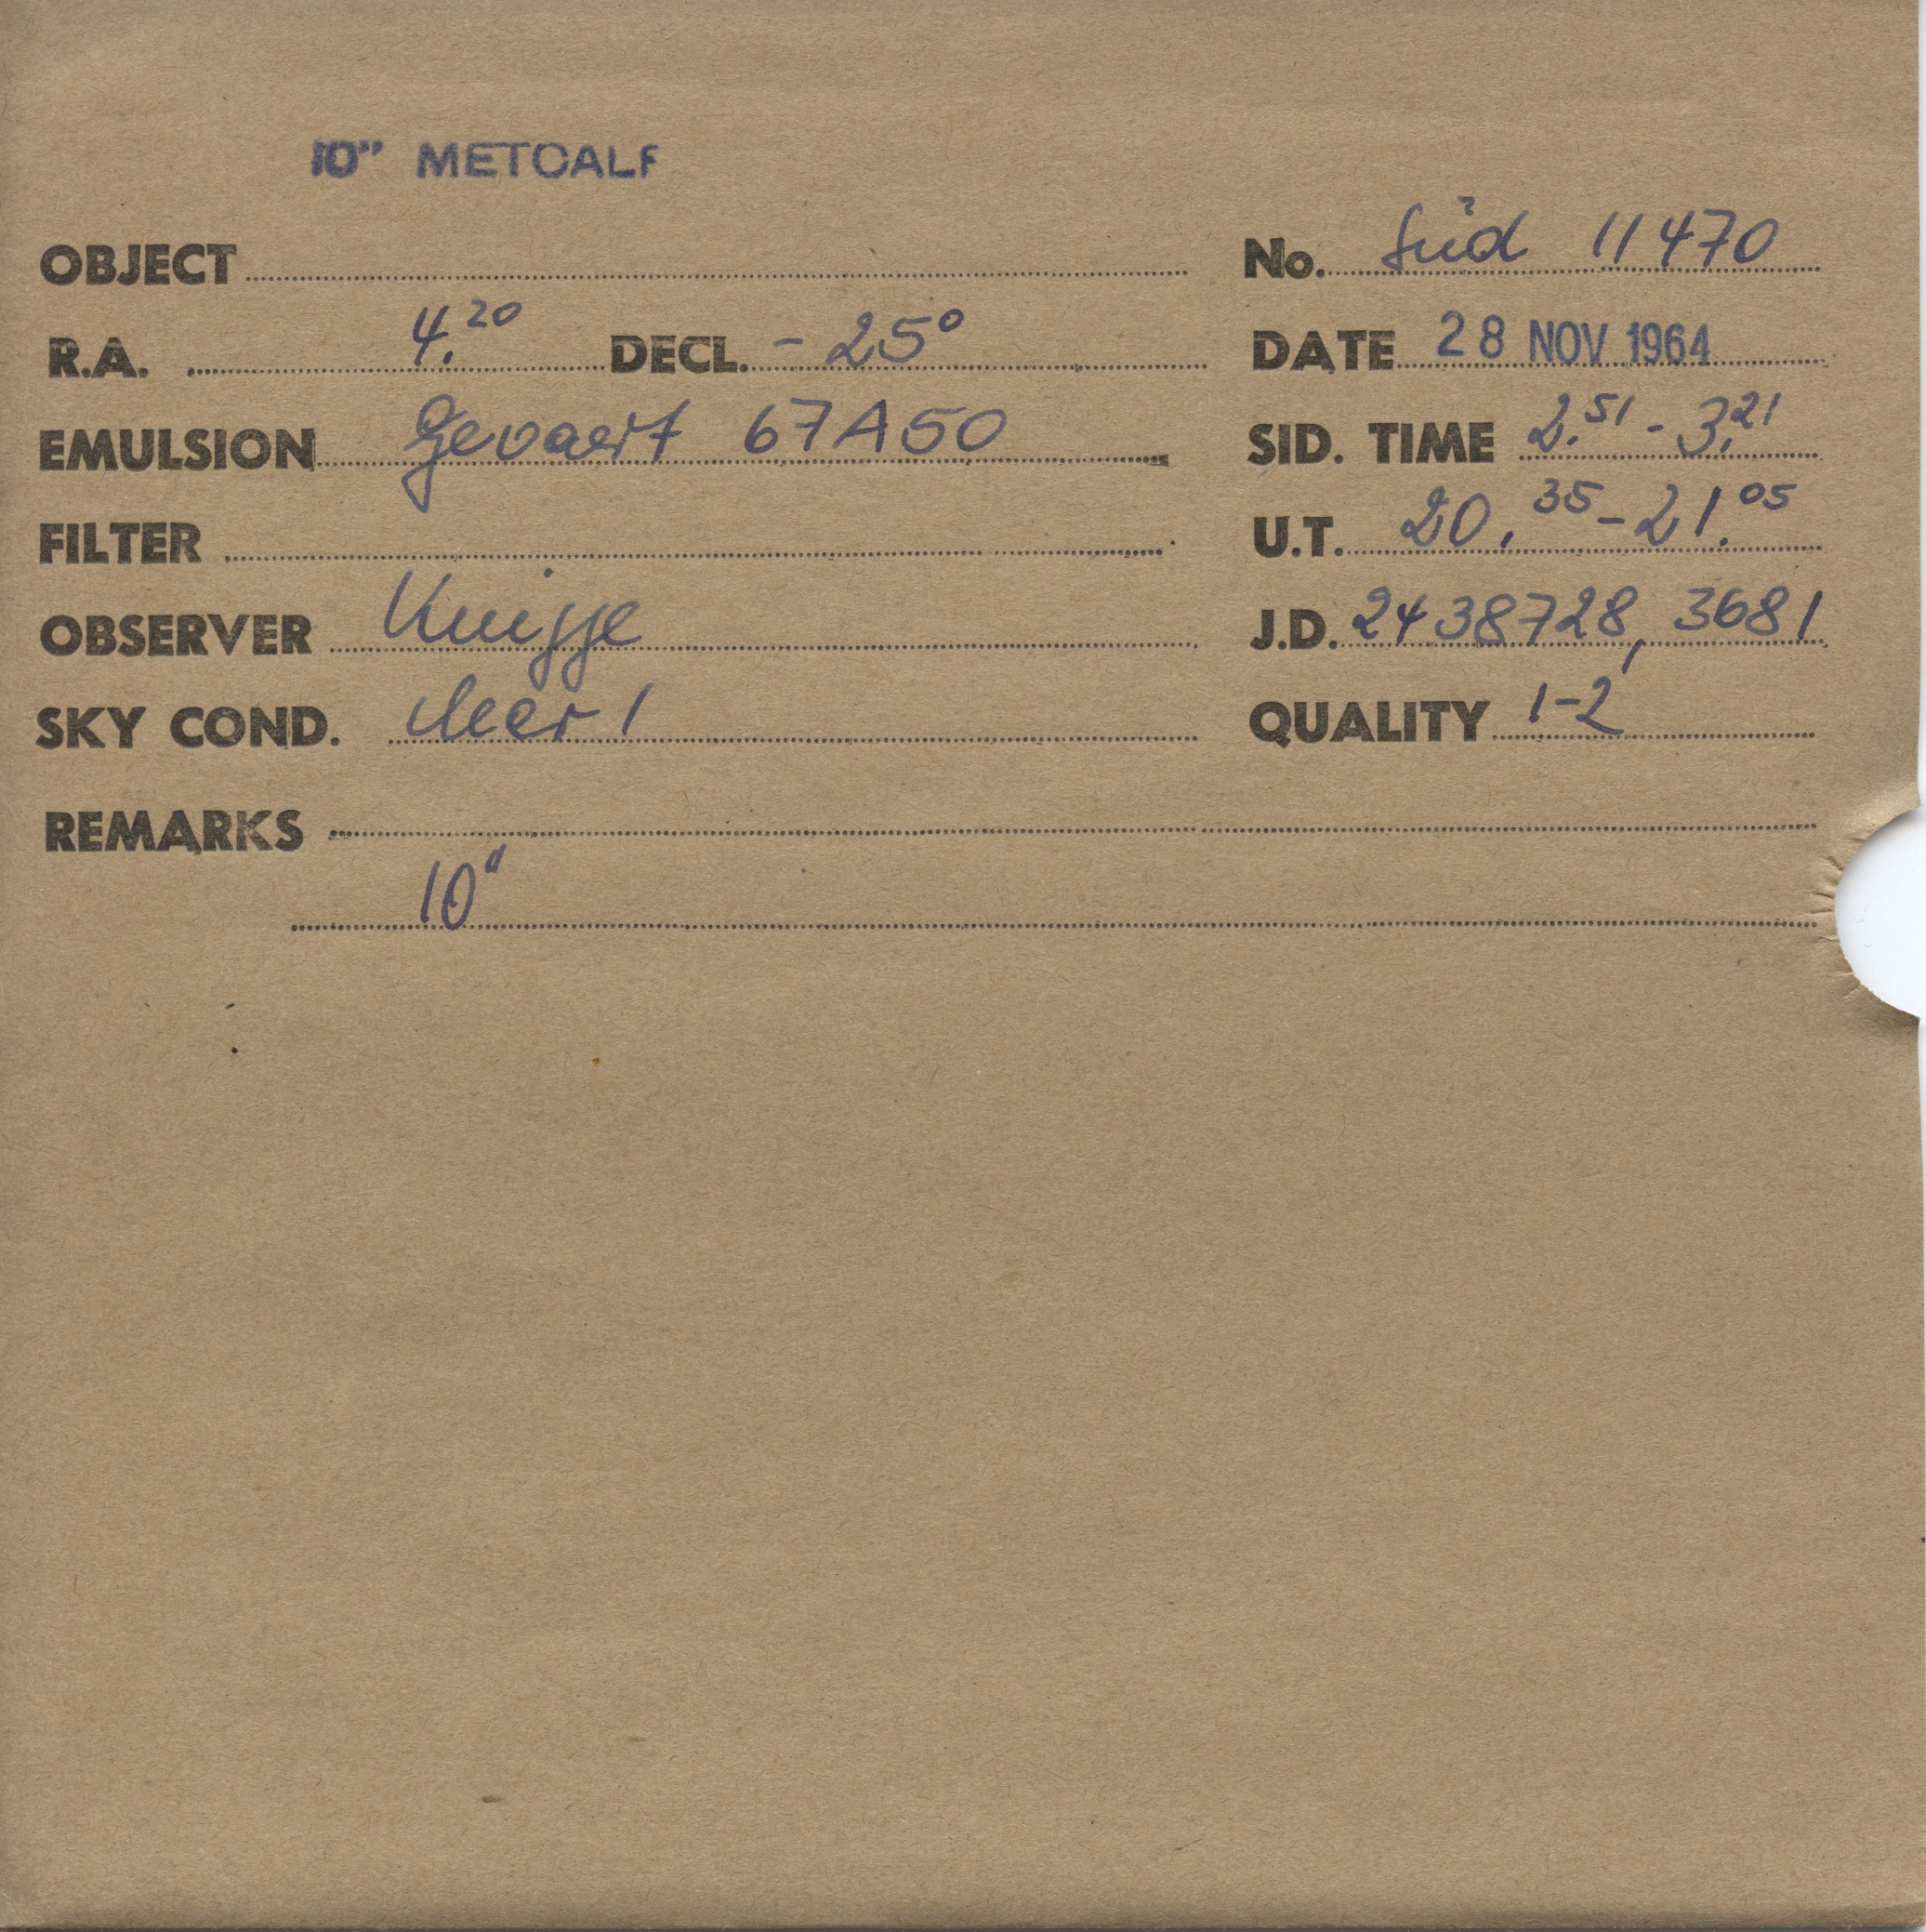 10" METCALF
OBJECT
No. Süd 11470
R.A. 4.20 DECL. - 25°
DATE 28 NOV 1964
EMULSION Gevaert 67A50
SID. TIME 2.51 - 3.21
FILTER
U.T. 20.35 - 21.05
OBSERVER Knigge
J.D. 2438728,3681
SKY COND. clear 1
QUALITY 1-2
REMARKS
10"